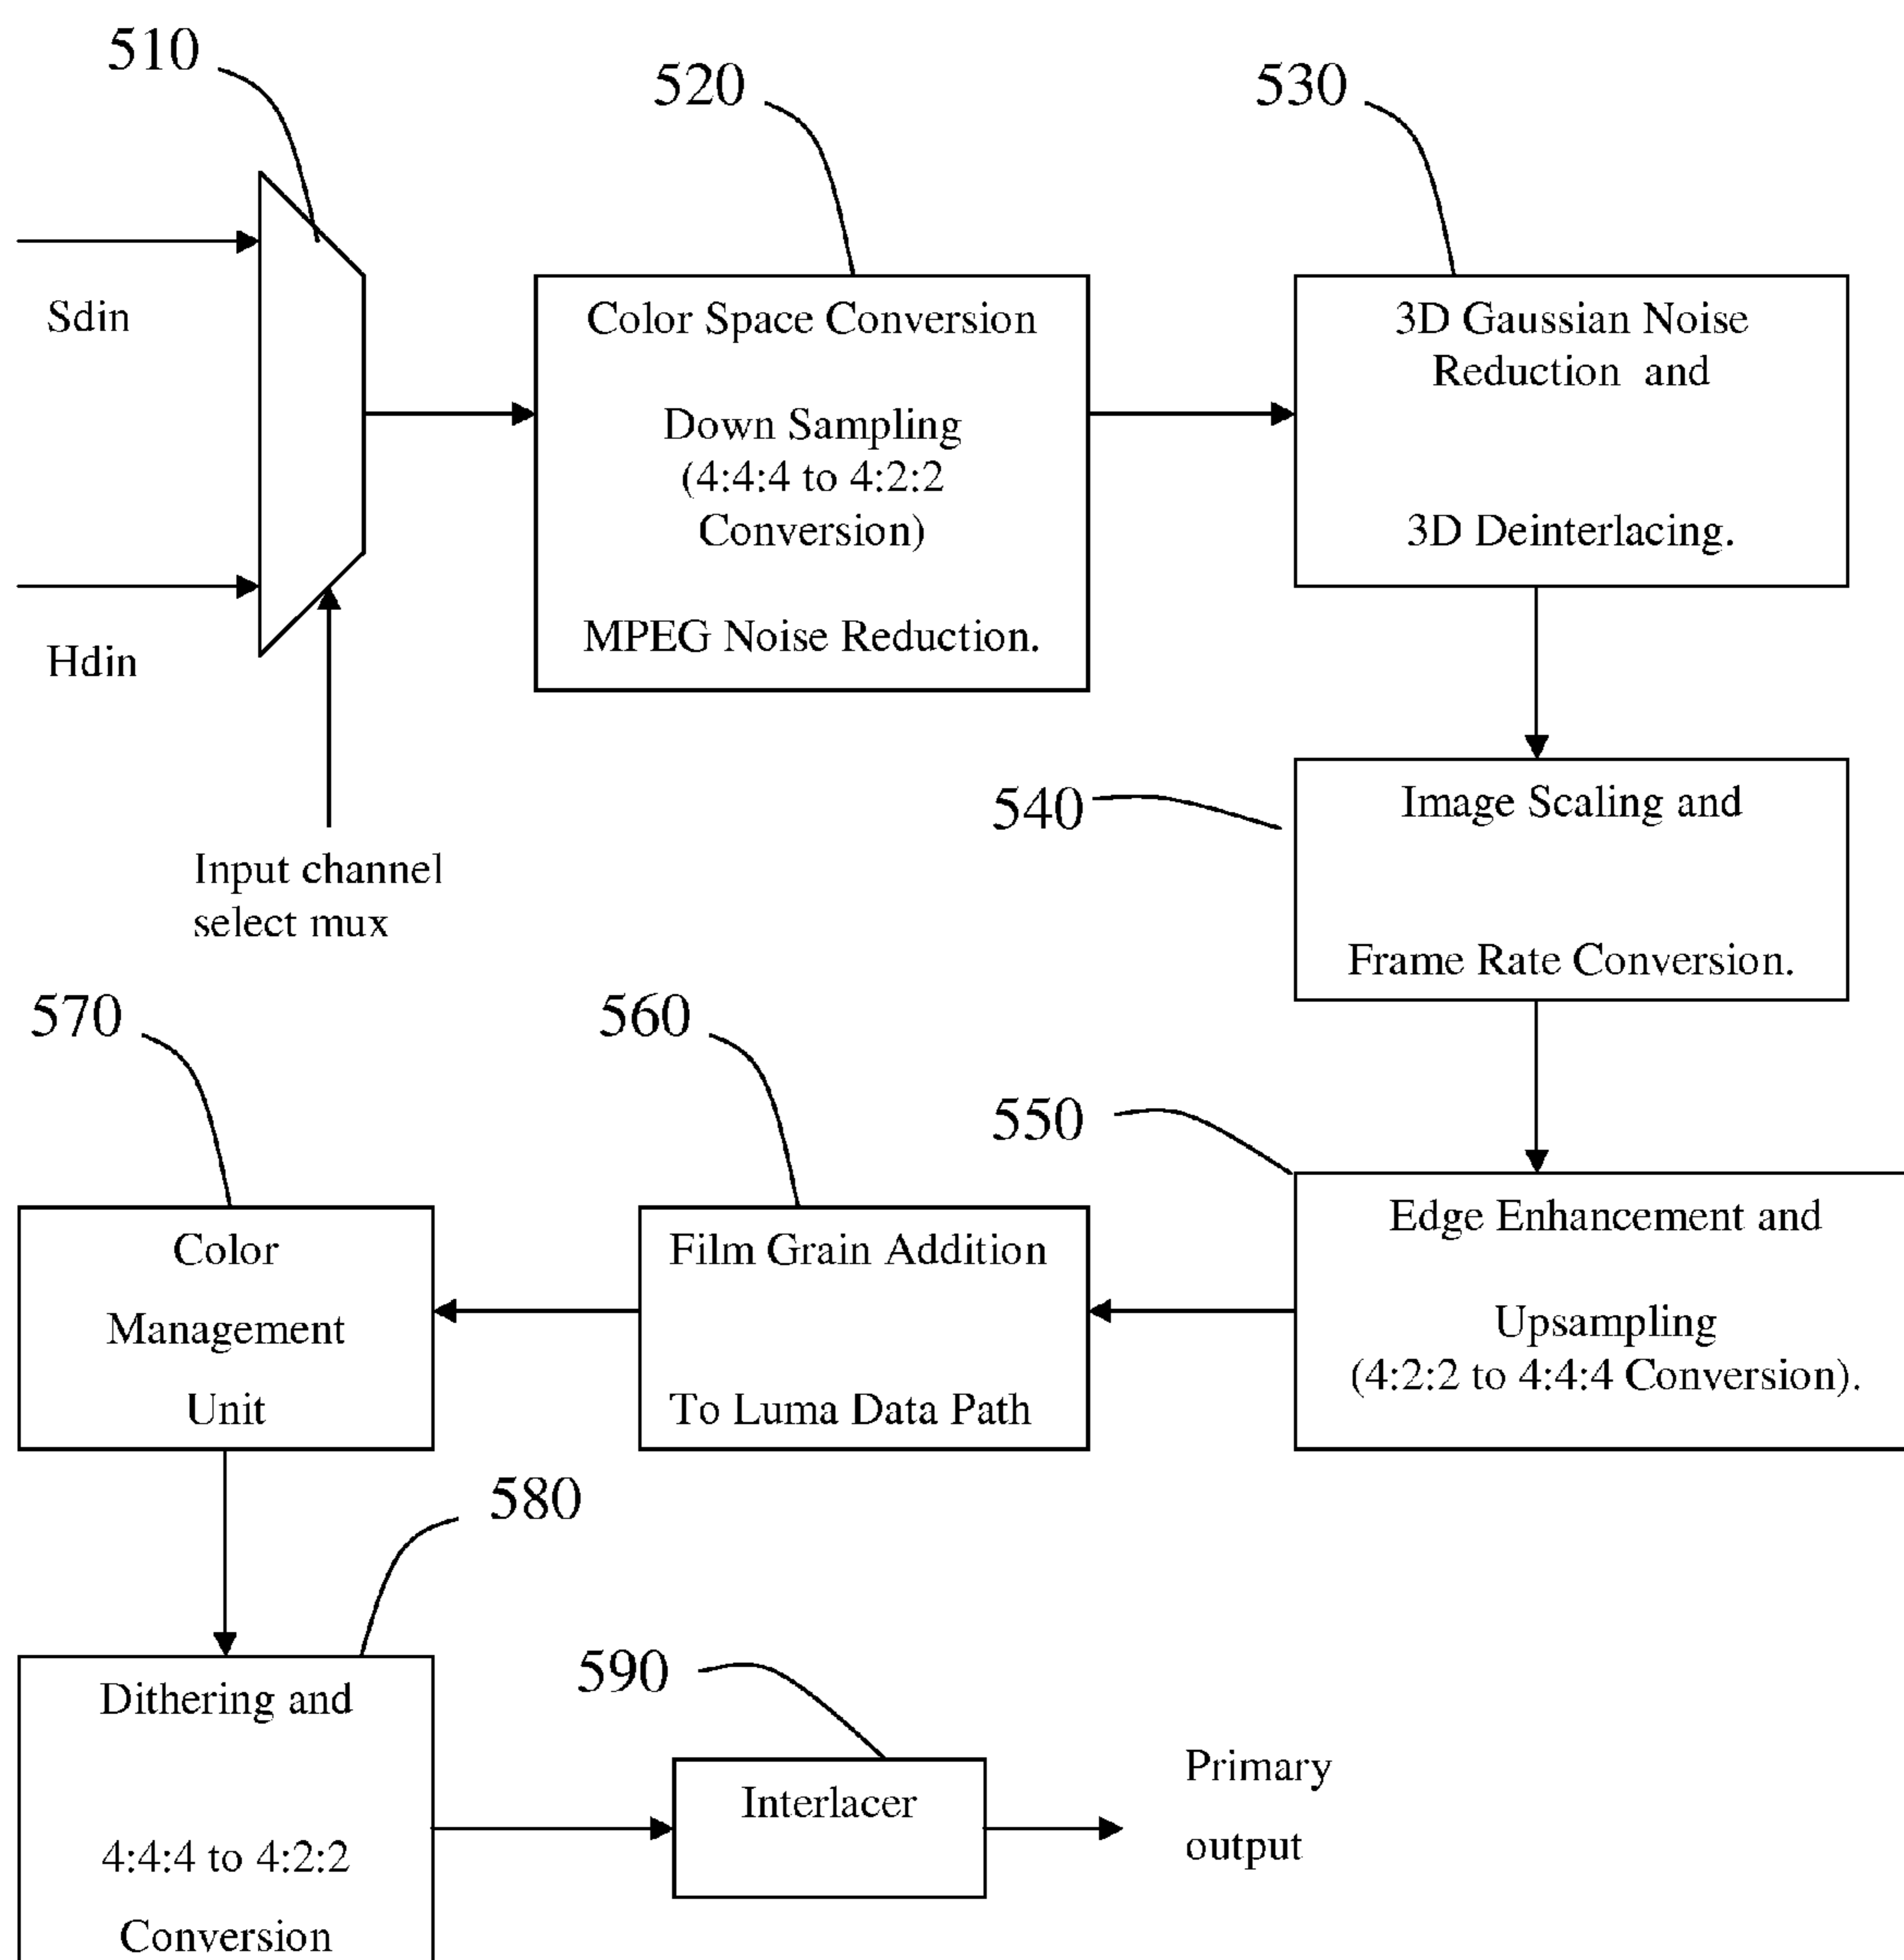 510
520
530
Sdin
Hdin
Input channel
select mux
Color Space Conversion
Down Sampling
(4:4:4 to 4:2:2
Conversion)
MPEG Noise Reduction.
3D Gaussian Noise
Reduction and
3D Deinterlacing.
540
Image Scaling and
Frame Rate Conversion.
550
Edge Enhancement and
Upsampling
(4:2:2 to 4:4:4 Conversion).
560
Film Grain Addition
To Luma Data Path
570
Color
Management
Unit
580
Dithering and
4:4:4 to 4:2:2
Conversion
590
Interlacer
Primary
output